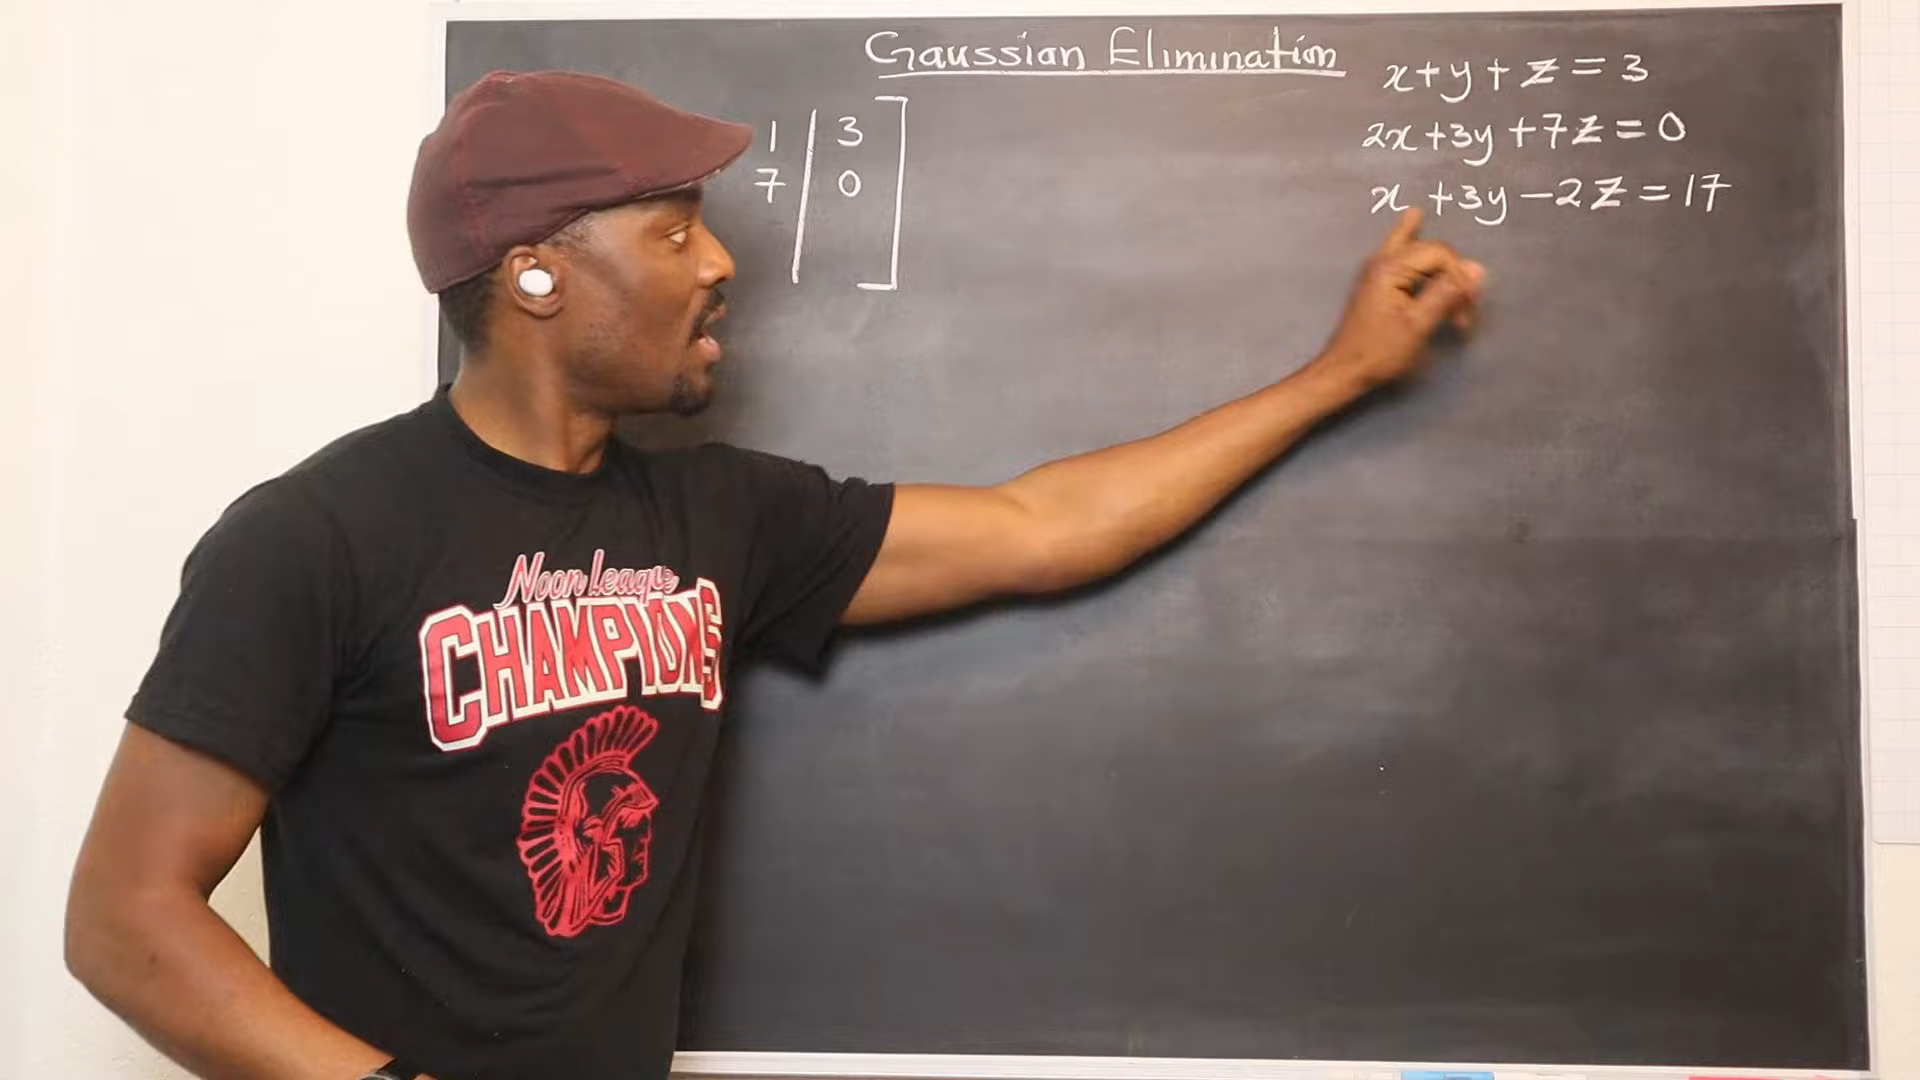 Gaussian Elimination
x+y+z=3
2x+3y+7z=0
x+3y-2z=17
1 | 3
7 | 0
Noon League
CHAMPIONS